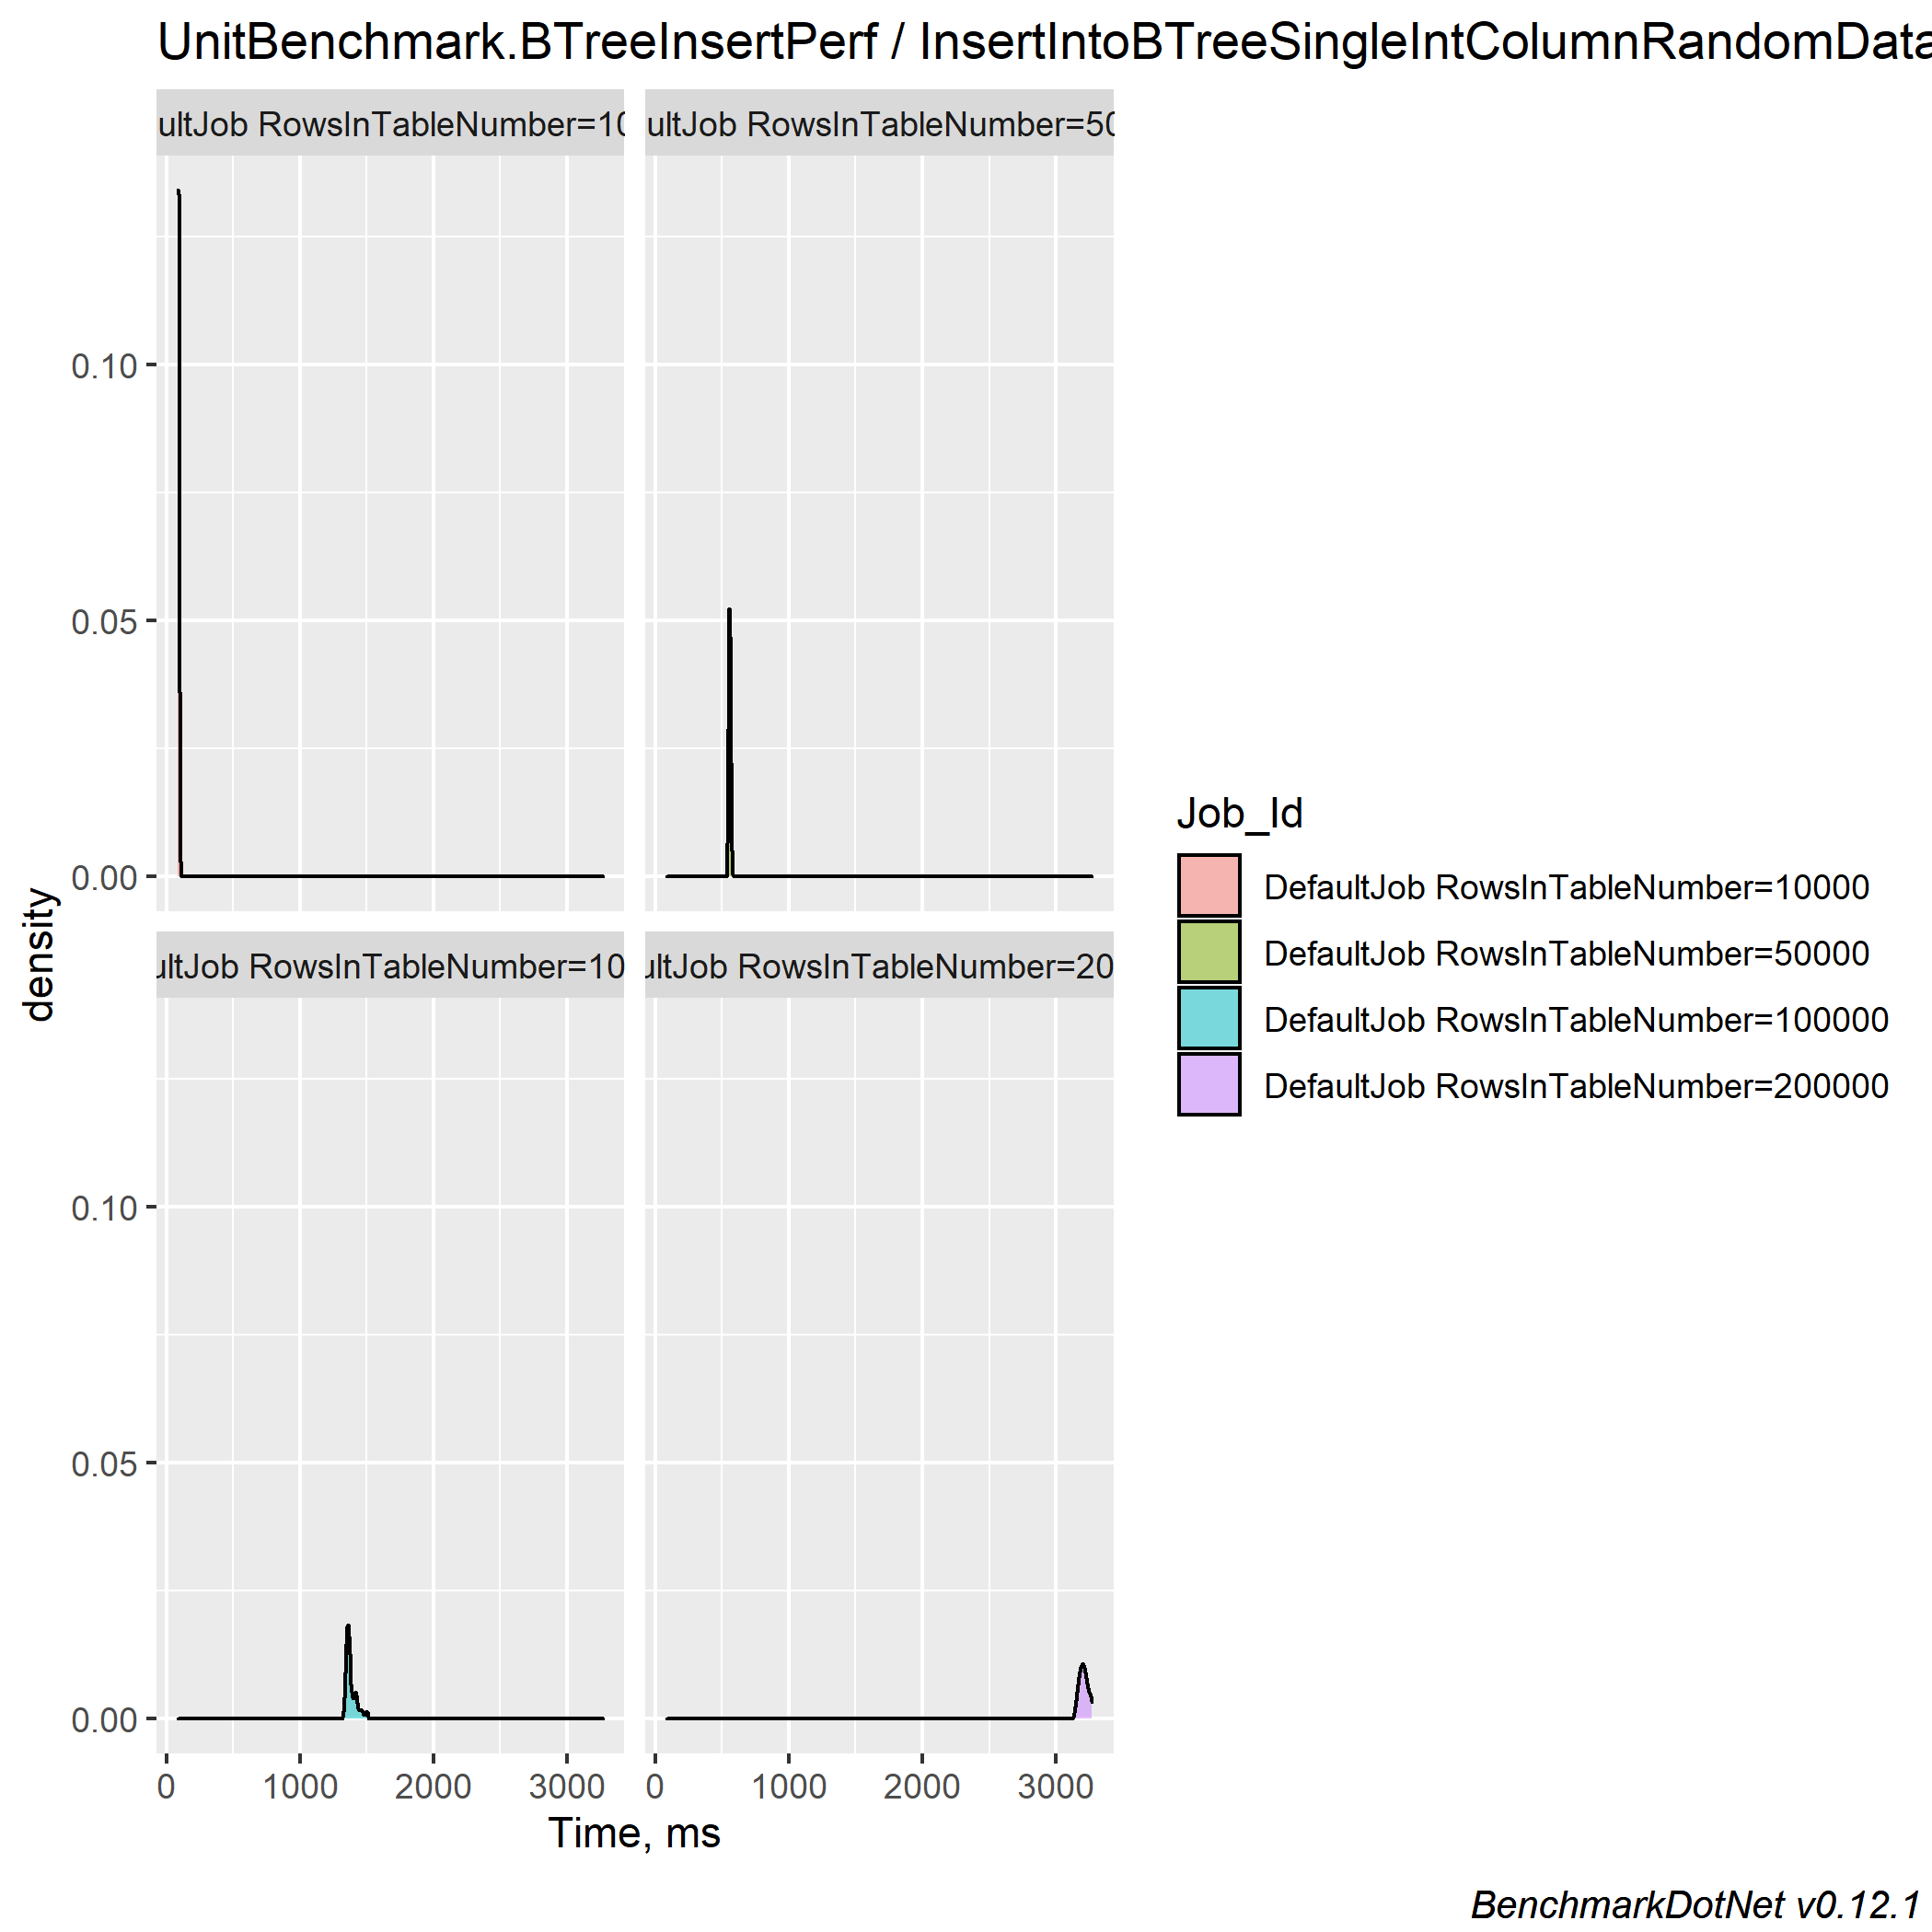 UnitBenchmark.BTreeInsertPerf / InsertIntoBTreeSingleIntColumnRandomData
ultJob RowsInTableNumber=10
ultJob RowsInTableNumber=50
0.10
0.05
0.00
density
ultJob RowsInTableNumber=10
ultJob RowsInTableNumber=20
0.10
0.05
0.00
0 1000 2000 3000
0 1000 2000 3000
Time, ms
Job_Id
DefaultJob RowsInTableNumber=10000
DefaultJob RowsInTableNumber=50000
DefaultJob RowsInTableNumber=100000
DefaultJob RowsInTableNumber=200000
BenchmarkDotNet v0.12.1